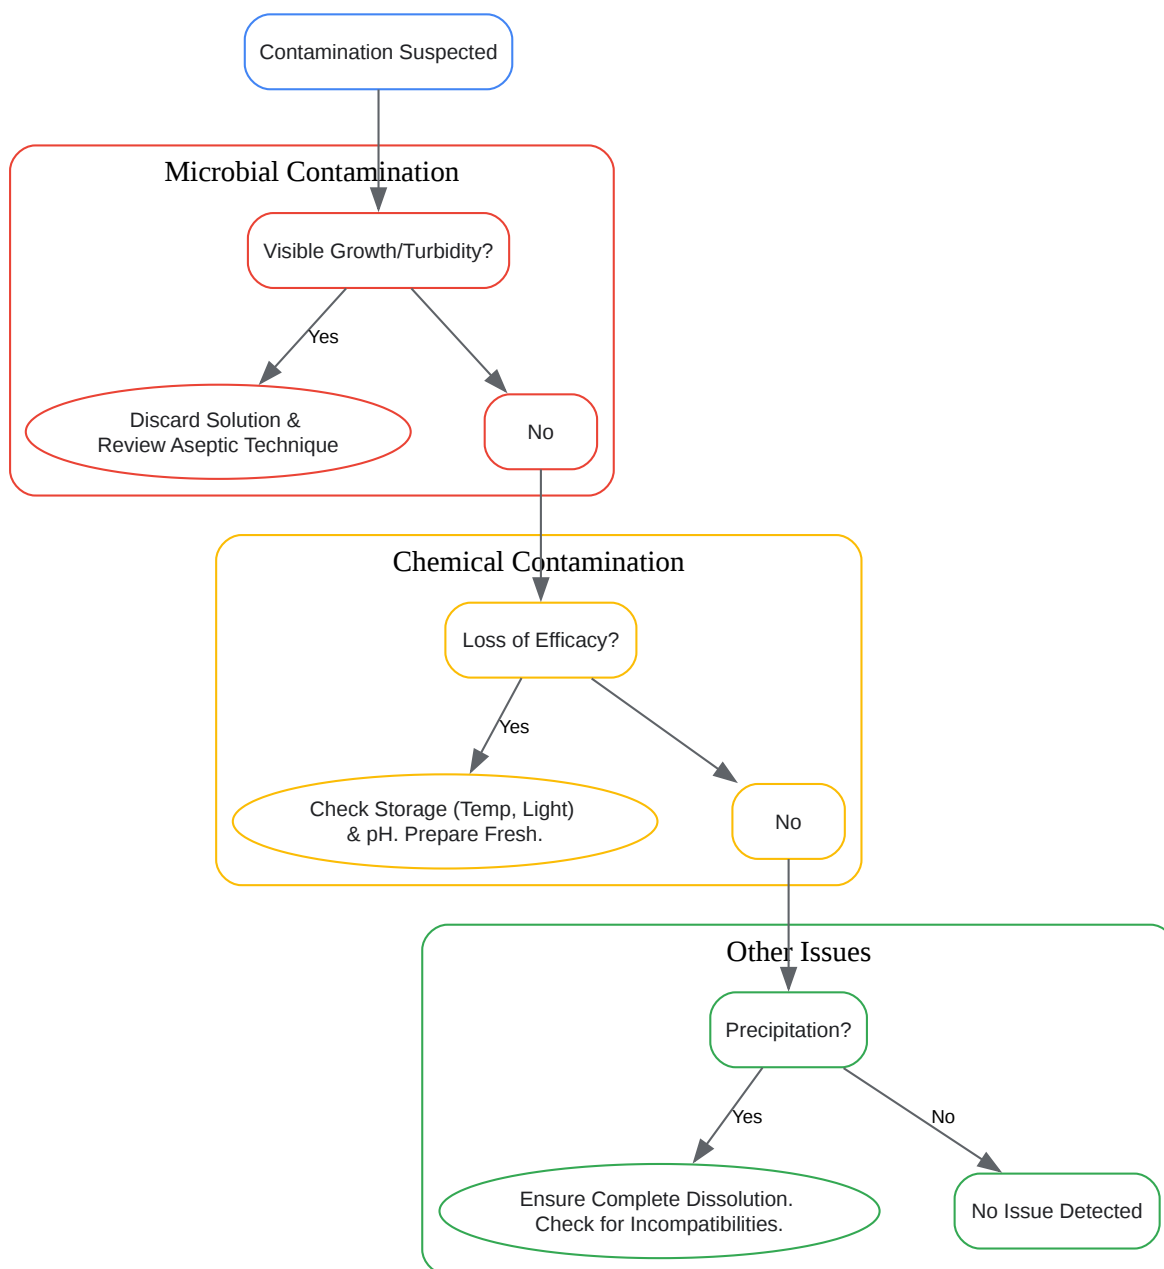 Contamination Suspected
Microbial Contamination
Visible Growth/Turbidity?
Yes
Discard Solution &
Review Aseptic Technique
No
Chemical Contamination
Loss of Efficacy?
Yes
Check Storage (Temp, Light)
& pH. Prepare Fresh.
No
Other Issues
Precipitation?
Yes
No
Ensure Complete Dissolution.
Check for Incompatibilities.
No Issue Detected